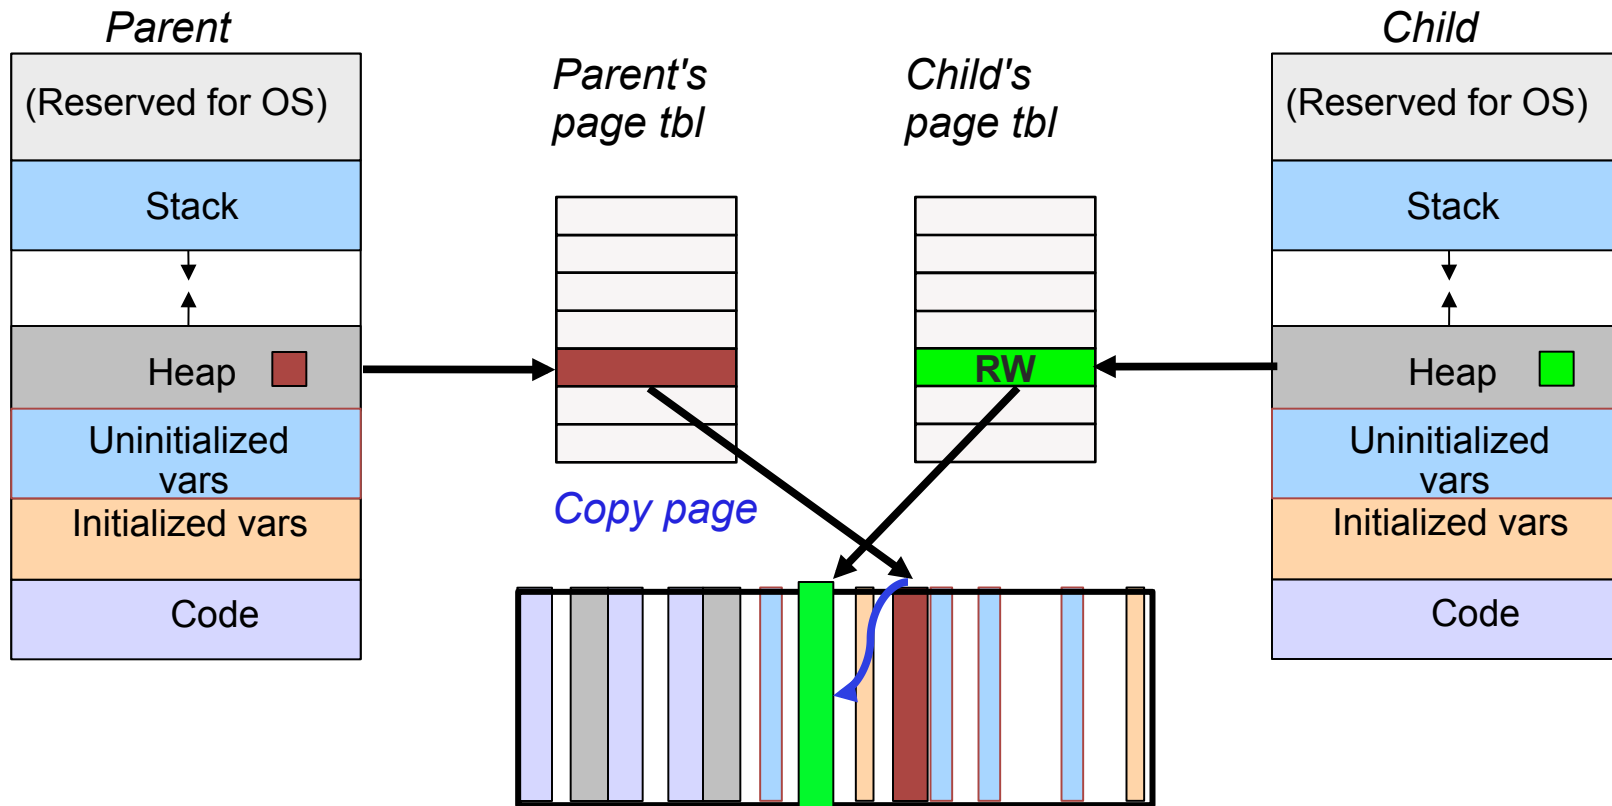 Parent
(Reserved for OS)
Stack
Heap
Uninitialized
vars
Initialized vars
Code
Parent's
page tbl
Child's
page tbl
RW
Copy page
Child
(Reserved for OS)
Stack
Heap
Uninitialized
vars
Initialized vars
Code